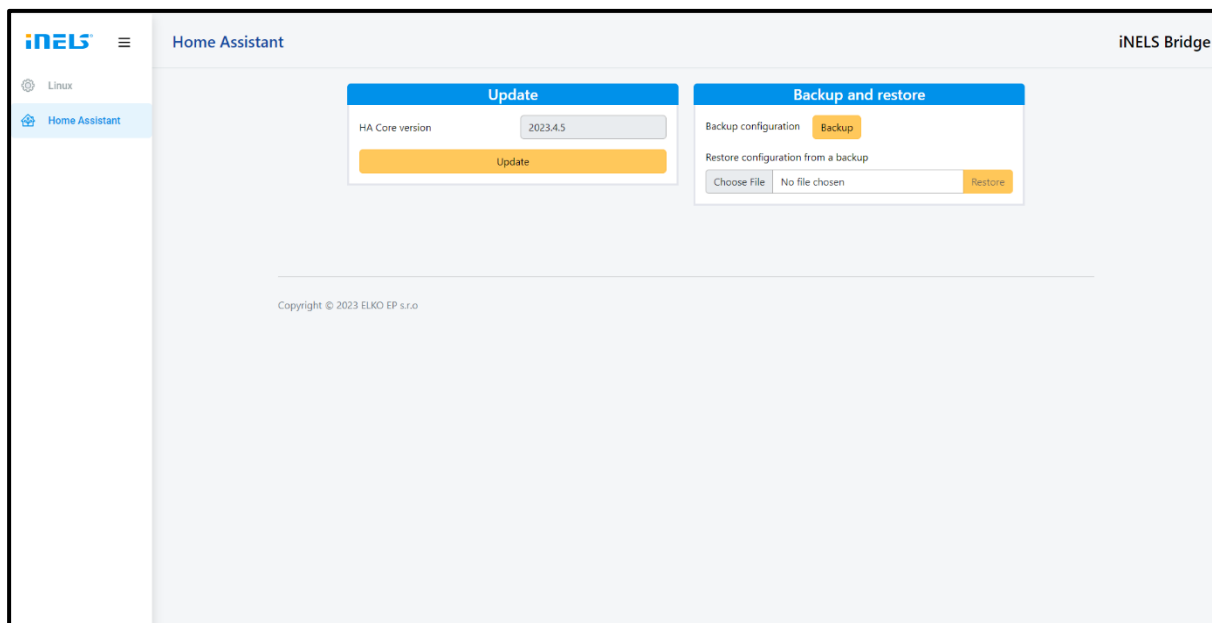 iNELS
Home Assistant
iNELS Bridge
Linux
Home Assistant
Update
HA Core version
2023.4.5
Update
Backup and restore
Backup configuration
Backup
Restore configuration from a backup
Choose File
No file chosen
Restore
Copyright © 2023 ELKO EP s.r.o